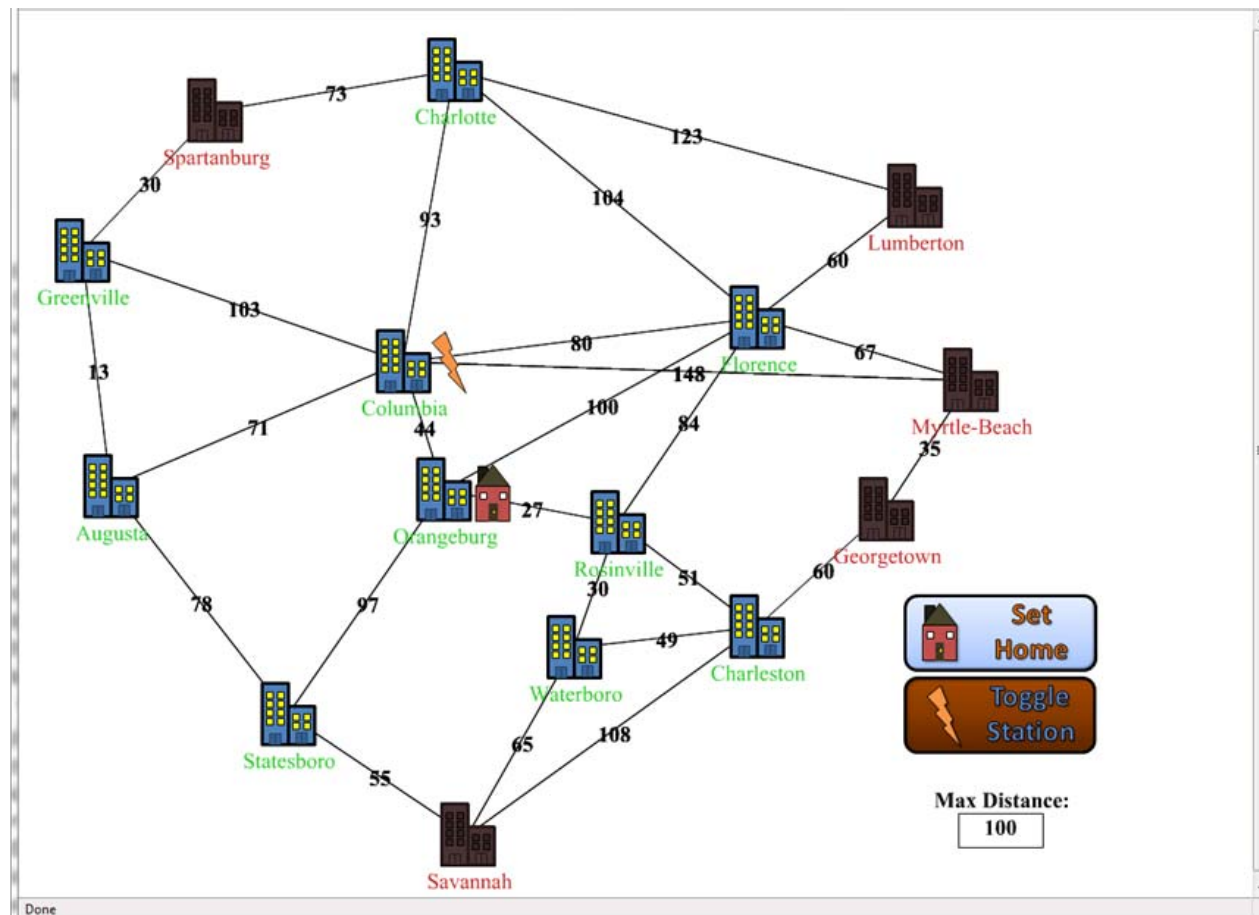 Charlotte
73
Spartanburg
123
30
104
93
Lumberton
Greenville
60
103
80
Florence
67
13
148
Columbia
100
84
Myrtle-Beach
71
44
35
27
Augusta
Orangeburg
Georgetown
Rosinville
51
60
30
78
97
Set
Home
49
Charleston
Waterboro
Toggle
Station
65
108
Statesboro
55
Max Distance:
100
Savannah
Done